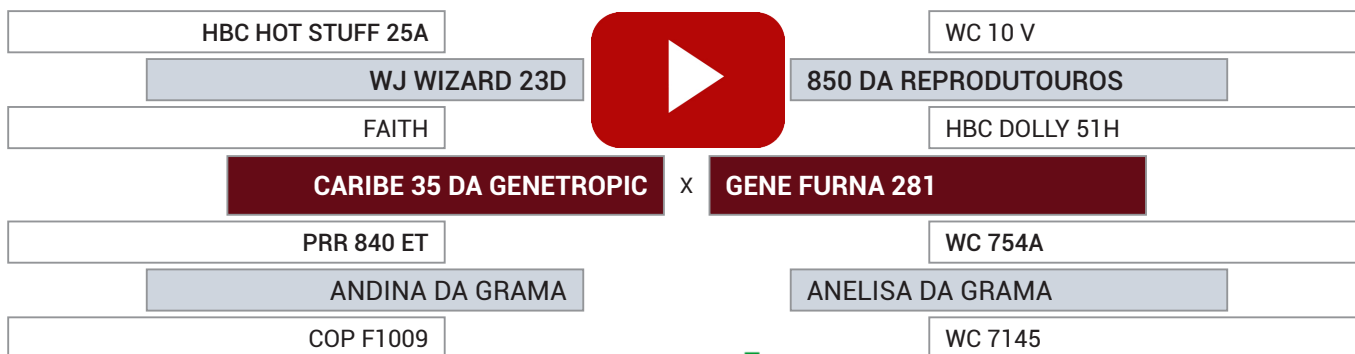 HBC HOT STUFF 25A
WC 10 V
WJ WIZARD 23D
850 DA REPRODUTOUROS
FAITH
HBC DOLLY 51H
CARIBE 35 DA GENETROPIC X GENE FURNA 281
PRR 840 ET
WC 754A
ANDINA DA GRAMA
ANELISA DA GRAMA
COP F1009
WC 7145